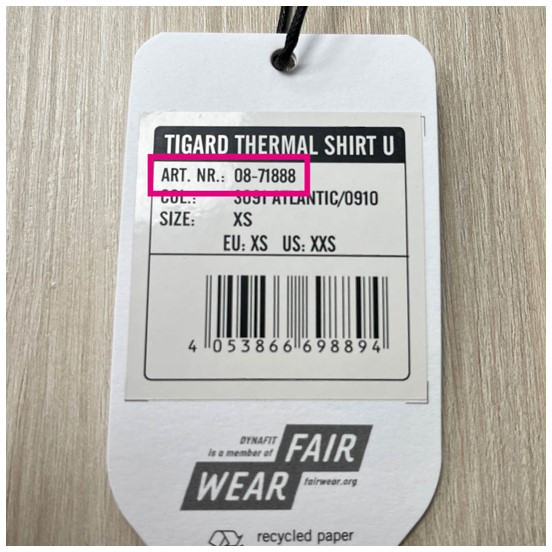 TIGARD THERMAL SHIRT U
ART. NR.: 08-71888
COL.: 3091 ATLANTIC/0910
SIZE: XS
EU: XS US: XXS
4 053866 698894
DYNAFIT
is a member of
FAIR
WEAR
fairwear.org
recycled paper